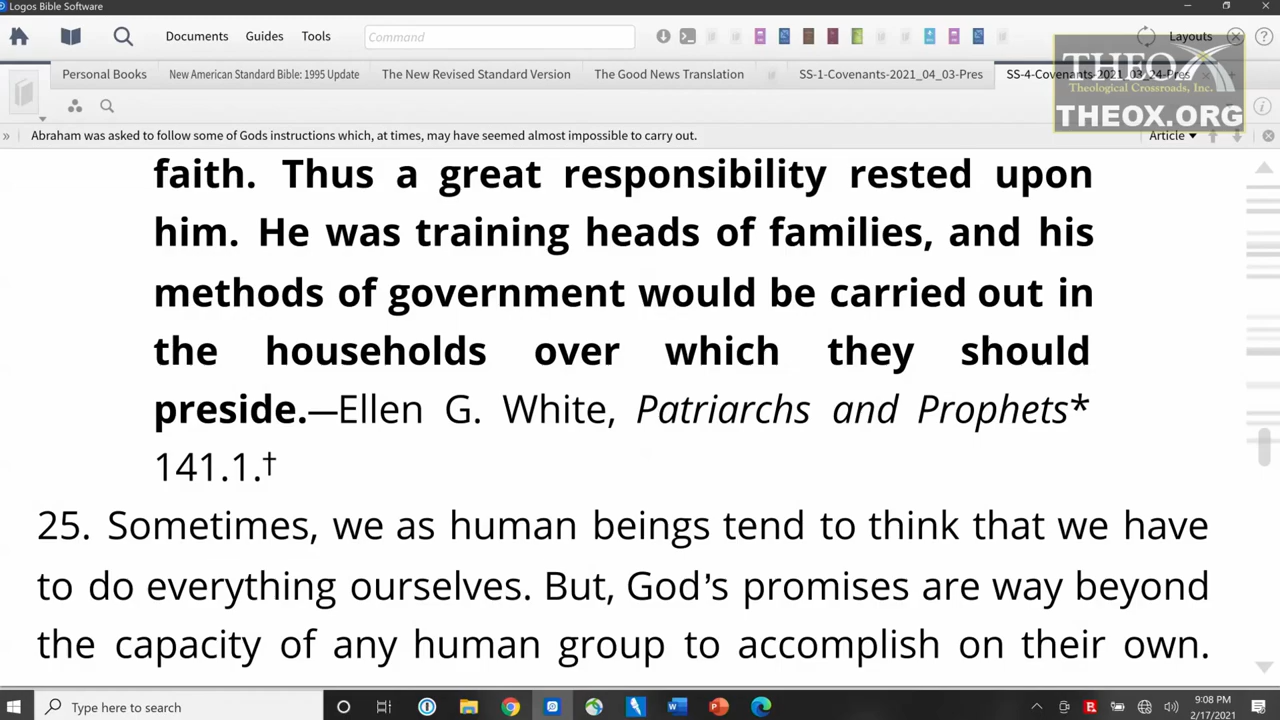 Logos Bible Software
Documents Guides Tools Command Layouts
Personal Books New American Standard Bible: 1995 Update The New Revised Standard Version The Good News Translation SS-1-Covenants-2021_04_03-Pres SS-4-Covenants-2021_03_24-Pres
THEOX
Theological Crossroads, Inc.
THEOX.ORG
» Abraham was asked to follow some of Gods instructions which, at times, may have seemed almost impossible to carry out. Article
faith. Thus a great responsibility rested upon
him. He was training heads of families, and his
methods of government would be carried out in
the households over which they should
preside.—Ellen G. White, Patriarchs and Prophets*
141.1.†
25. Sometimes, we as human beings tend to think that we have
to do everything ourselves. But, God’s promises are way beyond
the capacity of any human group to accomplish on their own.
Type here to search
9:08 PM
2/17/2021